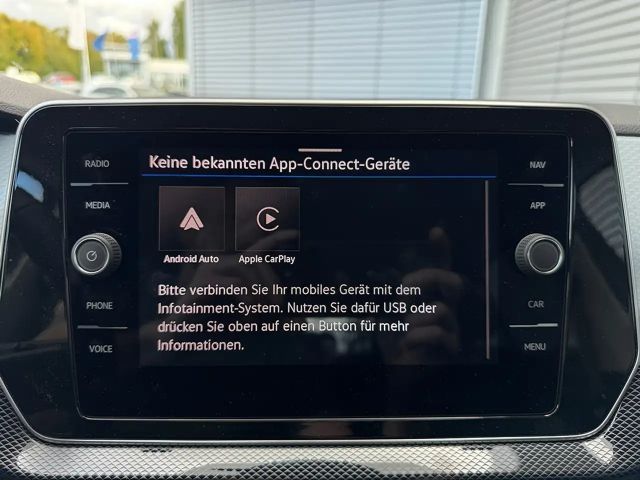 RADIO
MEDIA
PHONE
VOICE
Keine bekannten App-Connect-Geräte
Android Auto
Apple CarPlay
Bitte verbinden Sie Ihr mobiles Gerät mit dem
Infotainment-System. Nutzen Sie dafür USB oder
drücken Sie oben auf einen Button für mehr
Informationen.
NAV
APP
CAR
MENU